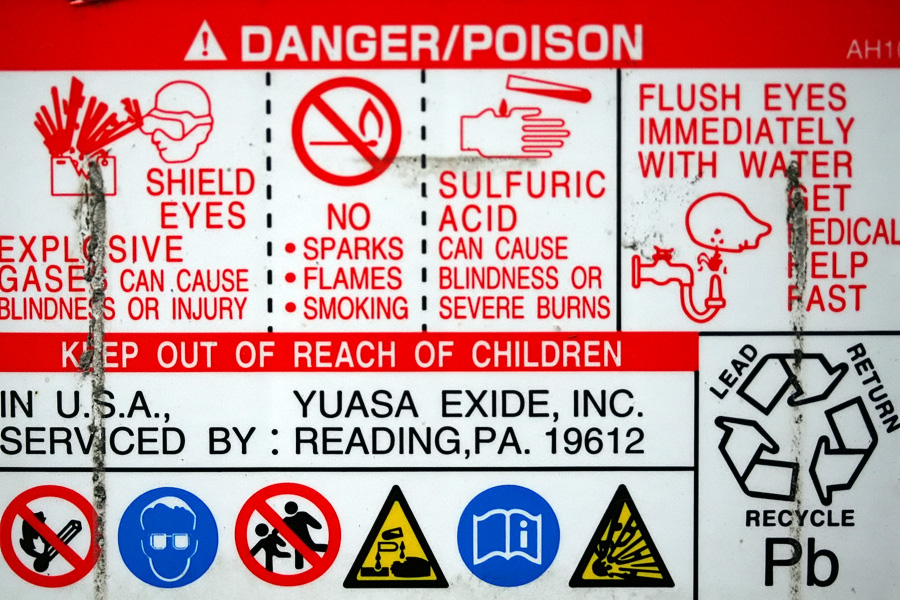 DANGER/POISON
AH10
SHIELD
EYES
EXPLOSIVE
GASES CAN CAUSE
BLINDNESS OR INJURY
NO
• SPARKS
• FLAMES
• SMOKING
SULFURIC
ACID
CAN CAUSE
BLINDNESS OR
SEVERE BURNS
FLUSH EYES
IMMEDIATELY
WITH WATER
GET
MEDICAL
HELP
FAST
KEEP OUT OF REACH OF CHILDREN
IN U.S.A., YUASA EXIDE, INC.
SERVICED BY : READING,PA. 19612
LEAD
RETURN
RECYCLE
Pb
i